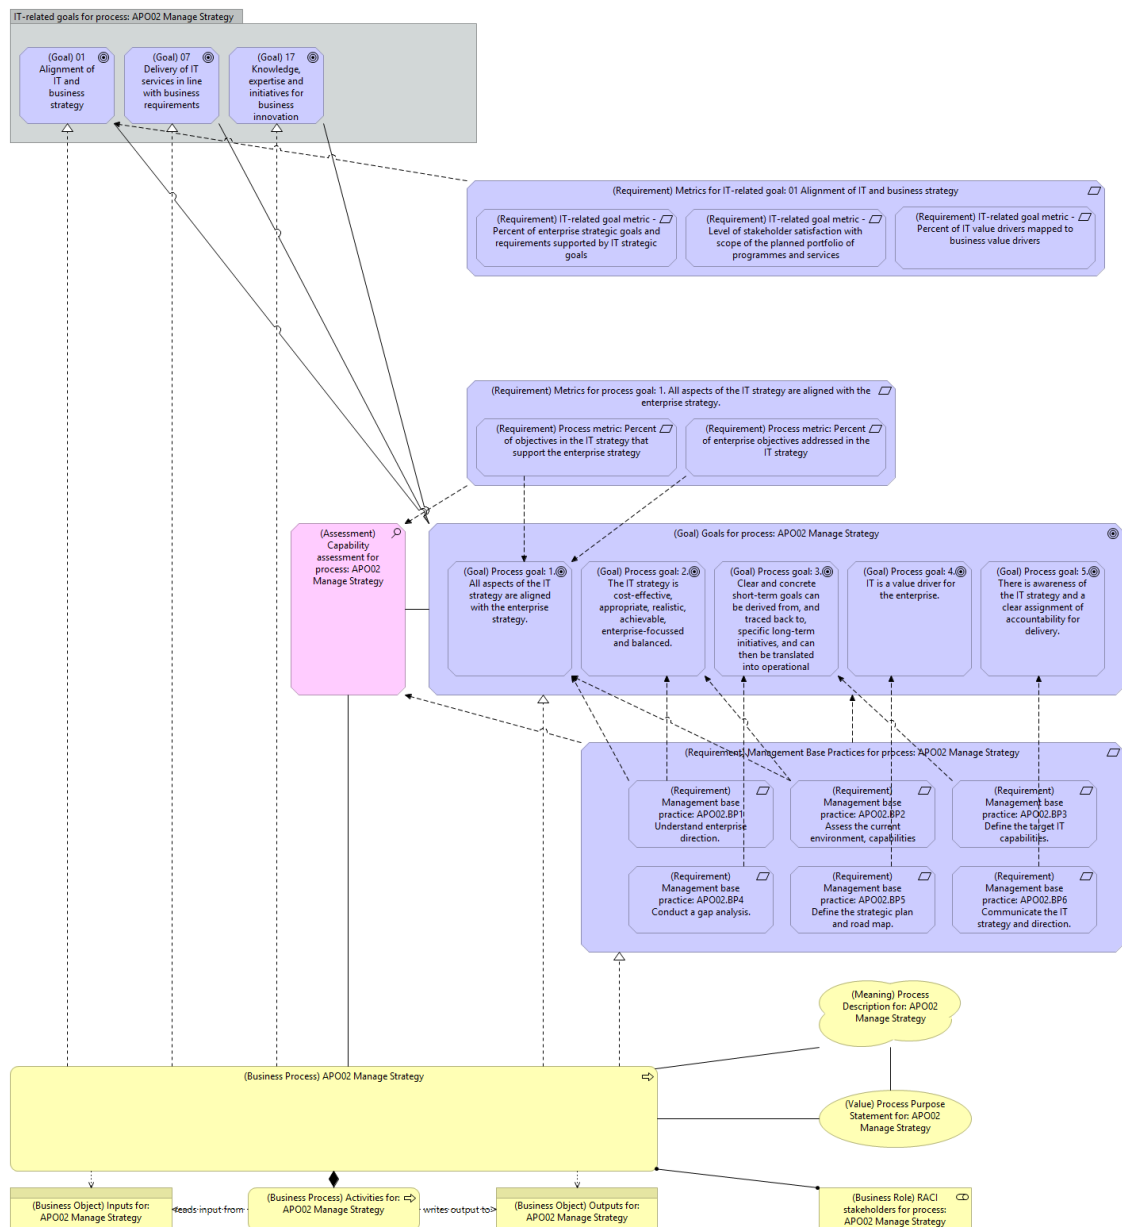 IT-related goals for process: APO02 Manage Strategy
(Goal) 01
Alignment of
IT and
business
strategy
(Goal) 07
Delivery of IT
services in line
with business
requirements
(Goal) 17
Knowledge,
expertise and
initiatives for
business
innovation
(Requirement) Metrics for IT-related goal: 01 Alignment of IT and business strategy
(Requirement) IT-related goal metric -
Percent of enterprise strategic goals and
requirements supported by IT strategic
goals
(Requirement) IT-related goal metric -
Level of stakeholder satisfaction with
scope of the planned portfolio of
programmes and services
(Requirement) IT-related goal metric -
Percent of IT value drivers mapped to
business value drivers
(Requirement) Metrics for process goal: 1. All aspects of the IT strategy are aligned with the
enterprise strategy.
(Requirement) Process metric: Percent
of objectives in the IT strategy that
support the enterprise strategy
(Requirement) Process metric: Percent
of enterprise objectives addressed in the
IT strategy
(Assessment)
Capability
assessment for
process: APO02
Manage Strategy
(Goal) Goals for process: APO02 Manage Strategy
(Goal) Process goal: 1.
All aspects of the IT
strategy are aligned
with the enterprise
strategy.
(Goal) Process goal: 2.
The IT strategy is
cost-effective,
appropriate, realistic,
achievable,
enterprise-focussed
and balanced.
(Goal) Process goal: 3.
Clear and concrete
short-term goals can
be derived from, and
traced back to,
specific long-term
initiatives, and can
then be translated
into operational
(Goal) Process goal: 4.
IT is a value driver for
the enterprise.
(Goal) Process goal: 5.
There is awareness of
the IT strategy and a
clear assignment of
accountability for
delivery.
(Requirement) Management Base Practices for process: APO02 Manage Strategy
(Requirement)
Management base
practice: APO02.BP1
Understand enterprise
direction.
(Requirement)
Management base
practice: APO02.BP2
Assess the current
environment, capabilities
(Requirement)
Management base
practice: APO02.BP3
Define the target IT
capabilities.
(Requirement)
Management base
practice: APO02.BP4
Conduct a gap analysis.
(Requirement)
Management base
practice: APO02.BP5
Define the strategic plan
and road map.
(Requirement)
Management base
practice: APO02.BP6
Communicate the IT
strategy and direction.
(Meaning) Process
Description for: APO02
Manage Strategy
(Business Process) APO02 Manage Strategy
(Value) Process Purpose
Statement for: APO02
Manage Strategy
(Business Object) Inputs for:
APO02 Manage Strategy
reads input from
(Business Process) Activities for:
APO02 Manage Strategy
writes output to
(Business Object) Outputs for:
APO02 Manage Strategy
(Business Role) RACI
stakeholders for process:
APO02 Manage Strategy